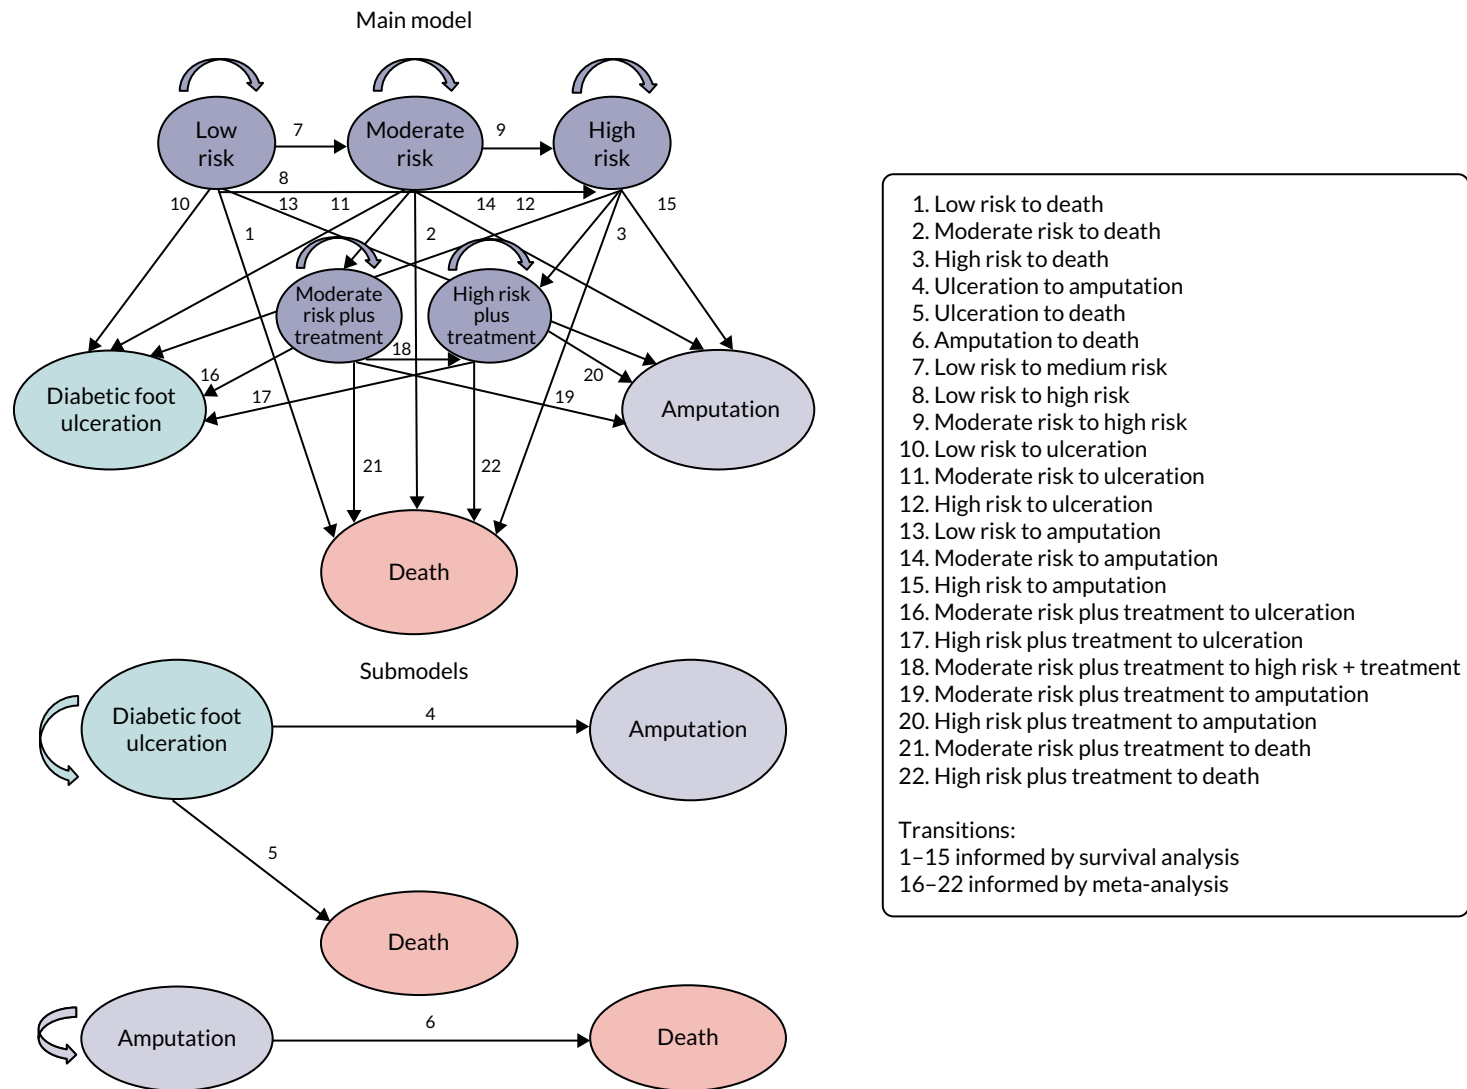 Main model
Low
risk
7
Moderate
risk
9
High
risk
8
10
13
11
14
12
15
1
2
3
Moderate
risk plus
treatment
High risk
plus
treatment
18
16
17
20
19
Diabetic foot
ulceration
Amputation
21
22
Death
Submodels
Diabetic foot
ulceration
4
Amputation
5
Death
Amputation
6
Death
1. Low risk to death
2. Moderate risk to death
3. High risk to death
4. Ulceration to amputation
5. Ulceration to death
6. Amputation to death
7. Low risk to medium risk
8. Low risk to high risk
9. Moderate risk to high risk
10. Low risk to ulceration
11. Moderate risk to ulceration
12. High risk to ulceration
13. Low risk to amputation
14. Moderate risk to amputation
15. High risk to amputation
16. Moderate risk plus treatment to ulceration
17. High risk plus treatment to ulceration
18. Moderate risk plus treatment to high risk + treatment
19. Moderate risk plus treatment to amputation
20. High risk plus treatment to amputation
21. Moderate risk plus treatment to death
22. High risk plus treatment to death
Transitions:
1–15 informed by survival analysis
16–22 informed by meta-analysis